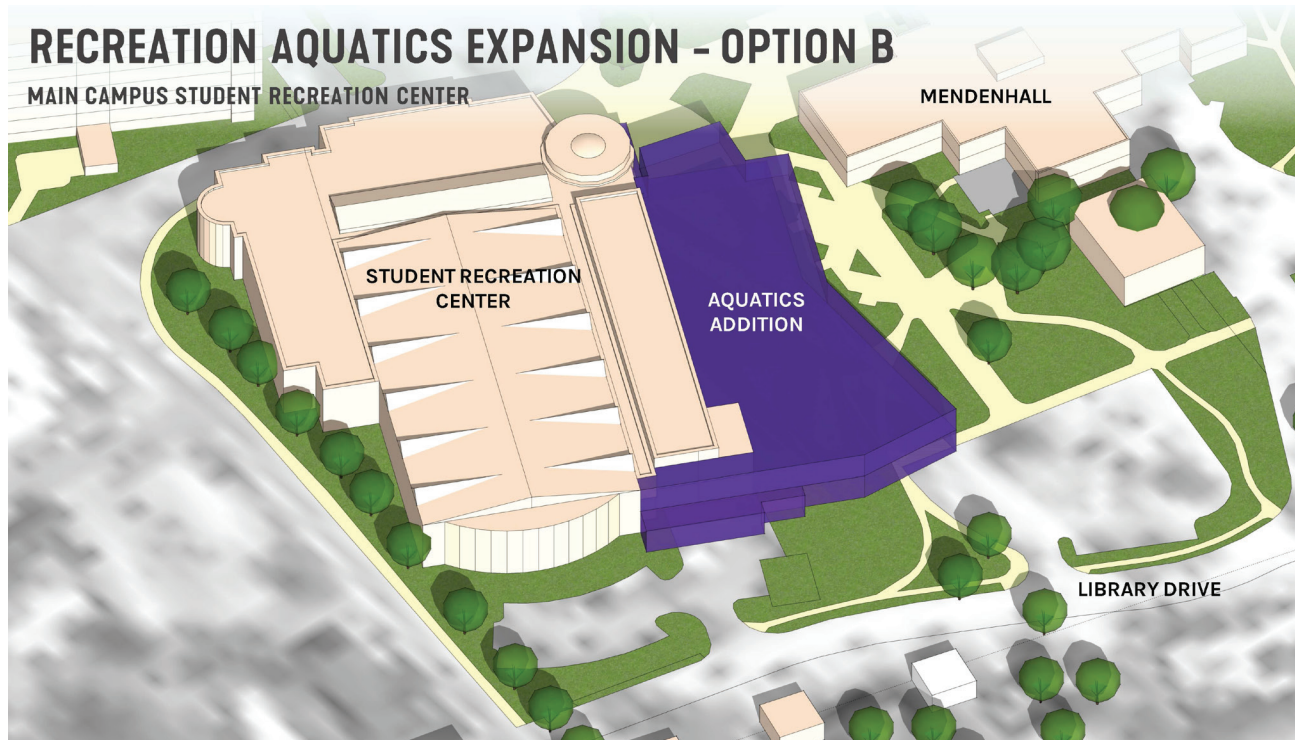 RECREATION AQUATICS EXPANSION – OPTION B
MAIN CAMPUS STUDENT RECREATION CENTER
MENDENHALL
STUDENT RECREATION
CENTER
AQUATICS
ADDITION
LIBRARY DRIVE